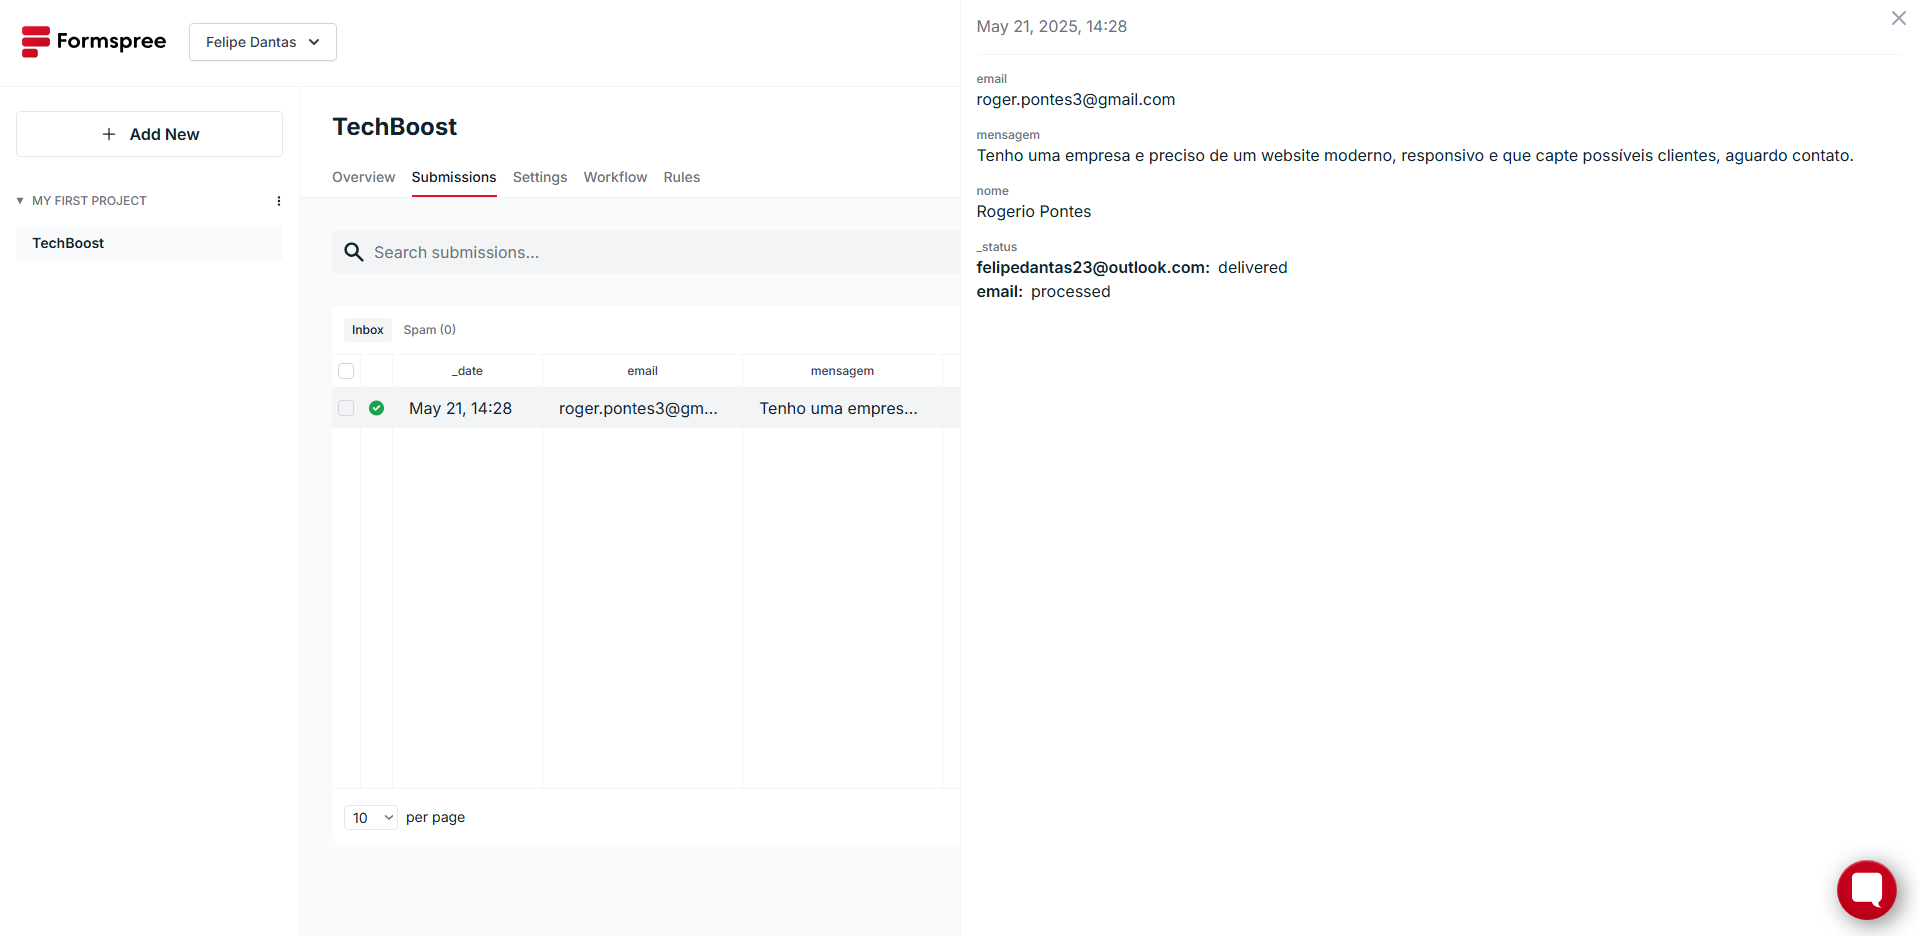 Formspree
Felipe Dantas
Add New
MY FIRST PROJECT
TechBoost
TechBoost
Overview Submissions Settings Workflow Rules
Search submissions...
Inbox Spam (0)
_date email mensagem
May 21, 14:28 roger.pontes3@gm... Tenho uma empres...
10 per page
May 21, 2025, 14:28
email
roger.pontes3@gmail.com
mensagem
Tenho uma empresa e preciso de um website moderno, responsivo e que capte possíveis clientes, aguardo contato.
nome
Rogerio Pontes
_status
felipedantas23@outlook.com: delivered
email: processed